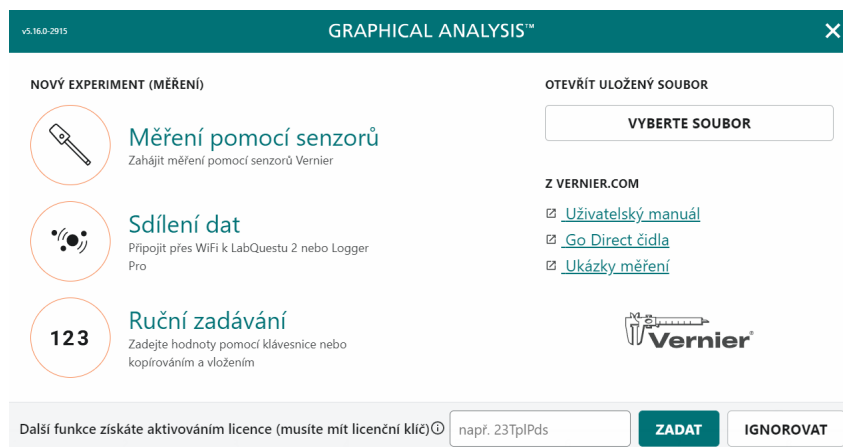 v5.16.0-2915
GRAPHICAL ANALYSIS™
NOVÝ EXPERIMENT (MĚŘENÍ)
Měření pomocí senzorů
Zahájit měření pomocí senzorů Vernier
Sdílení dat
Připojit přes WiFi k LabQuestu 2 nebo Logger
Pro
123
Ruční zadávání
Zadejte hodnoty pomocí klávesnice nebo
kopírováním a vložením
OTEVŘÍT ULOŽENÝ SOUBOR
VYBERTE SOUBOR
Z VERNIER.COM
Uživatelský manuál
Go Direct čidla
Ukázky měření
Vernier®
Další funkce získáte aktivováním licence (musíte mít licenční klíč)
např. 23TplPds
ZADAT
IGNOROVAT